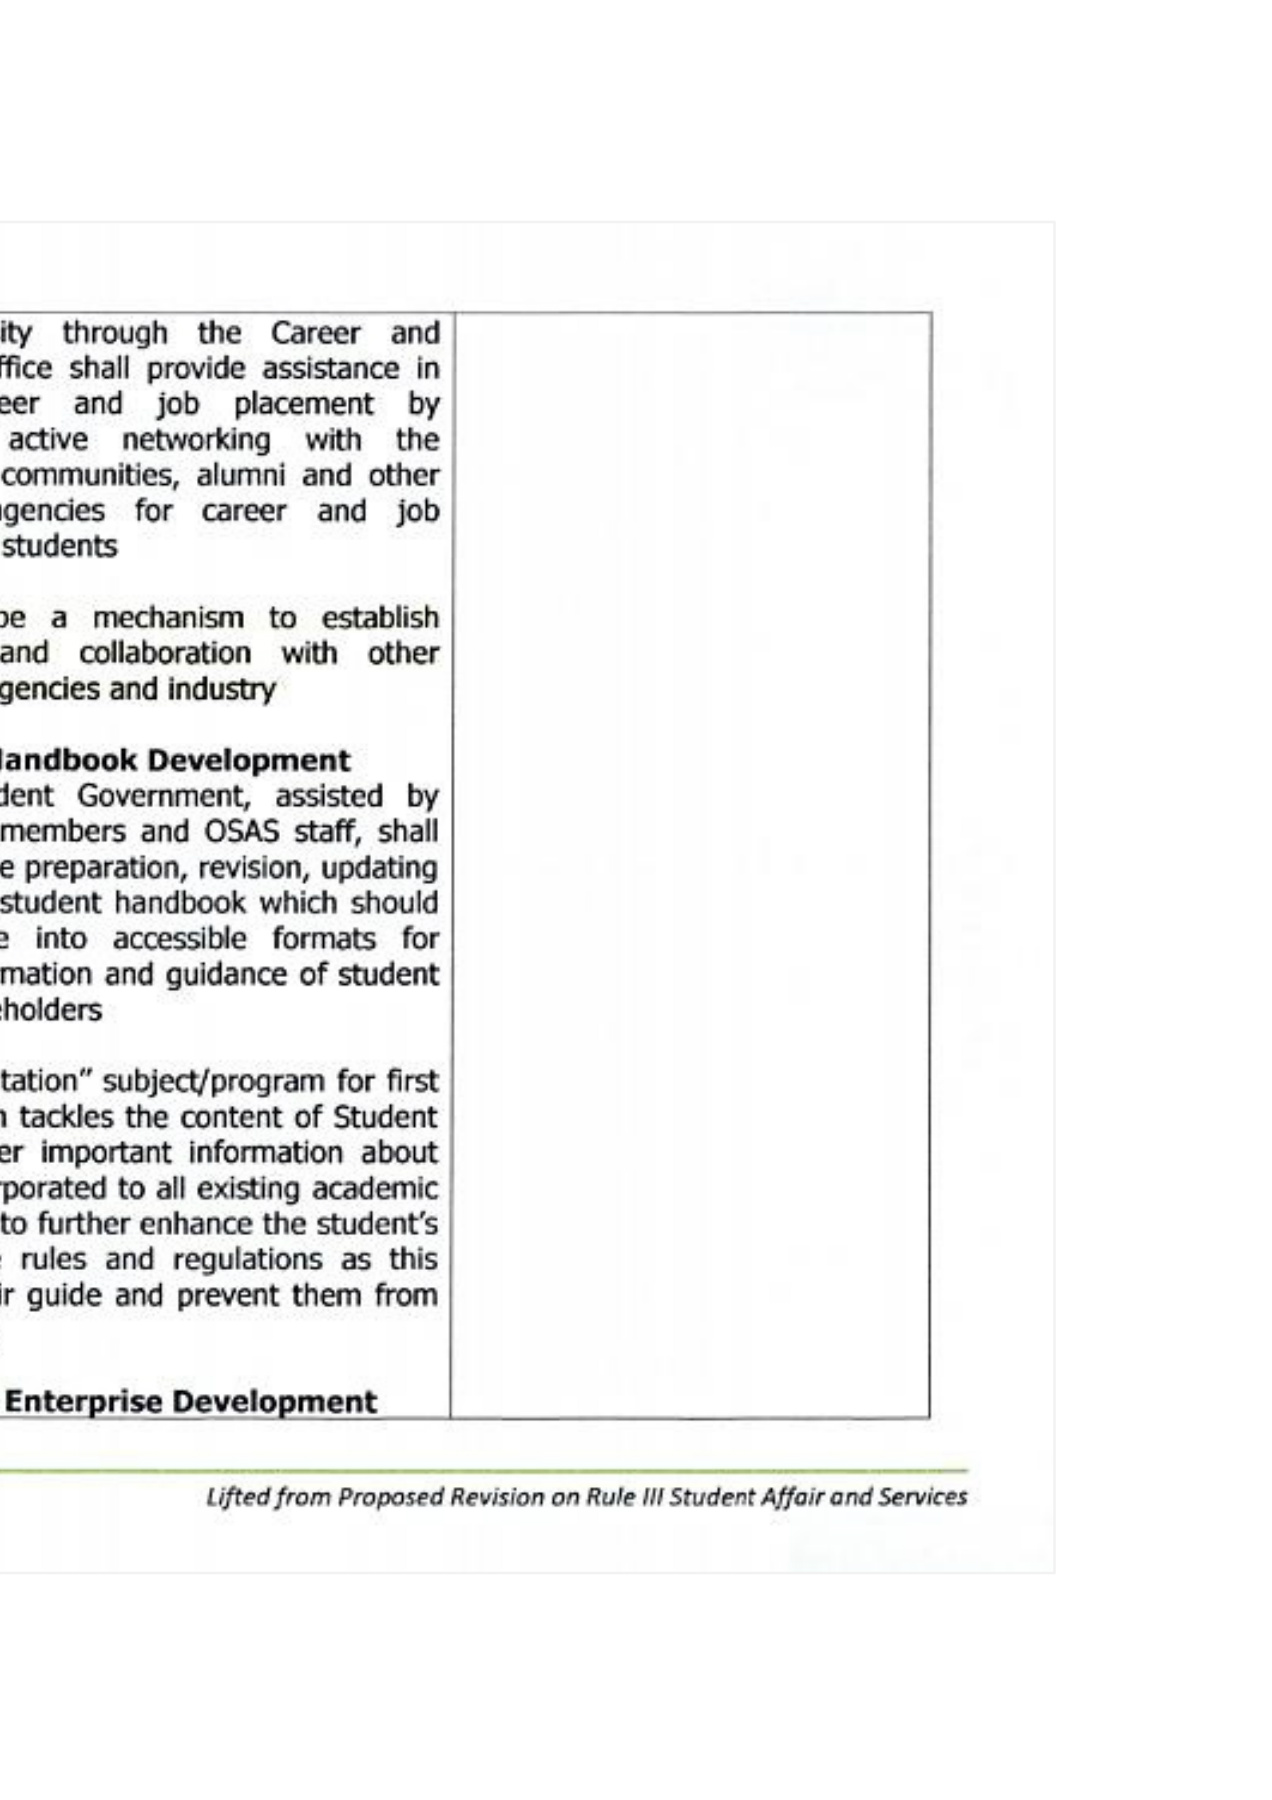 ity through the Career and
ffice shall provide assistance in
eer and job placement by
active networking with the
communities, alumni and other
gencies for career and job
students
be a mechanism to establish
and collaboration with other
gencies and industry
andbook Development
dent Government, assisted by
members and OSAS staff, shall
e preparation, revision, updating
student handbook which should
e into accessible formats for
rmation and guidance of student
eholders
tation” subject/program for first
n tackles the content of Student
er important information about
rporated to all existing academic
to further enhance the student’s
e rules and regulations as this
ir guide and prevent them from
Enterprise Development
Lifted from Proposed Revision on Rule III Student Affair and Services